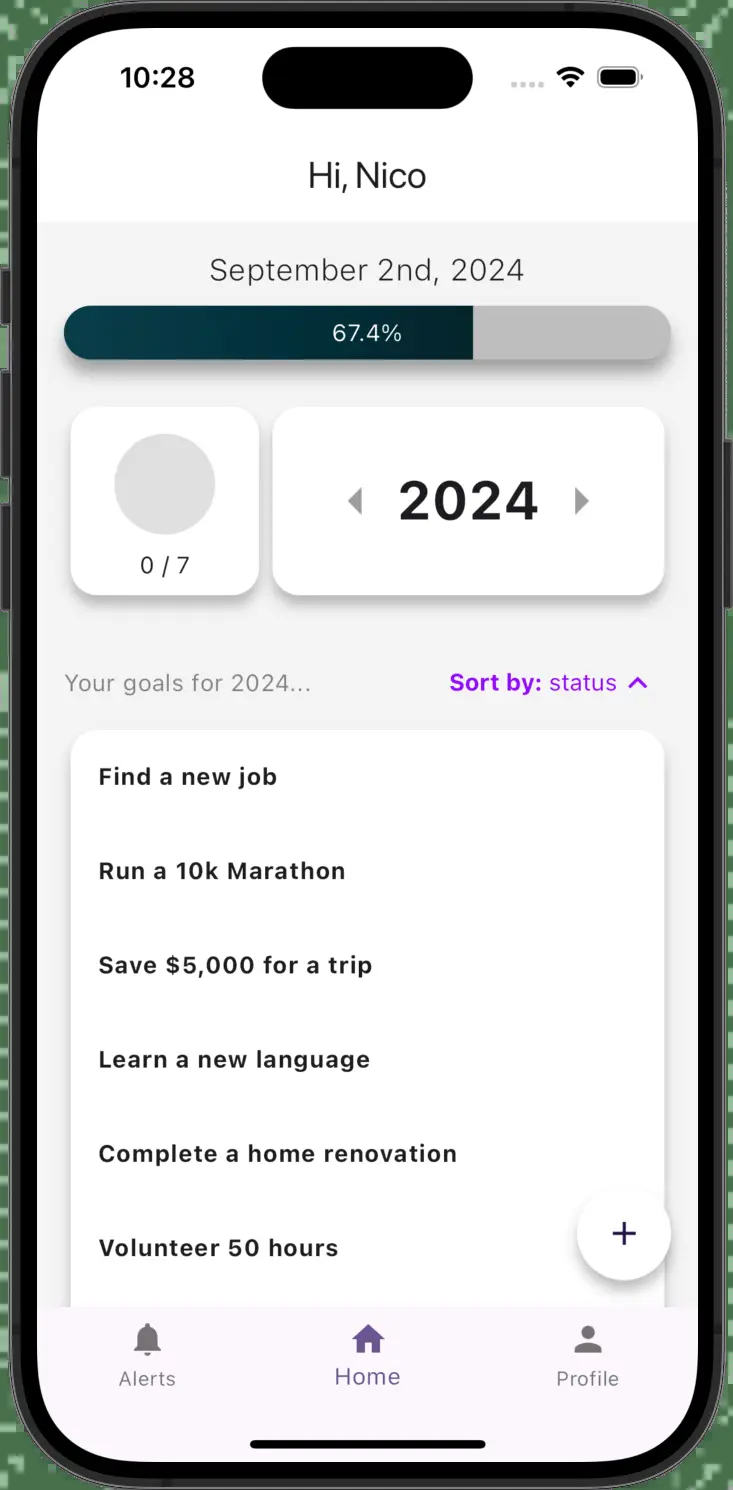 10:28
Hi, Nico
September 2nd, 2024
67.4%
0 / 7
2024
Your goals for 2024...
Sort by: status
Find a new job
Run a 10k Marathon
Save $5,000 for a trip
Learn a new language
Complete a home renovation
Volunteer 50 hours
+
Alerts
Home
Profile